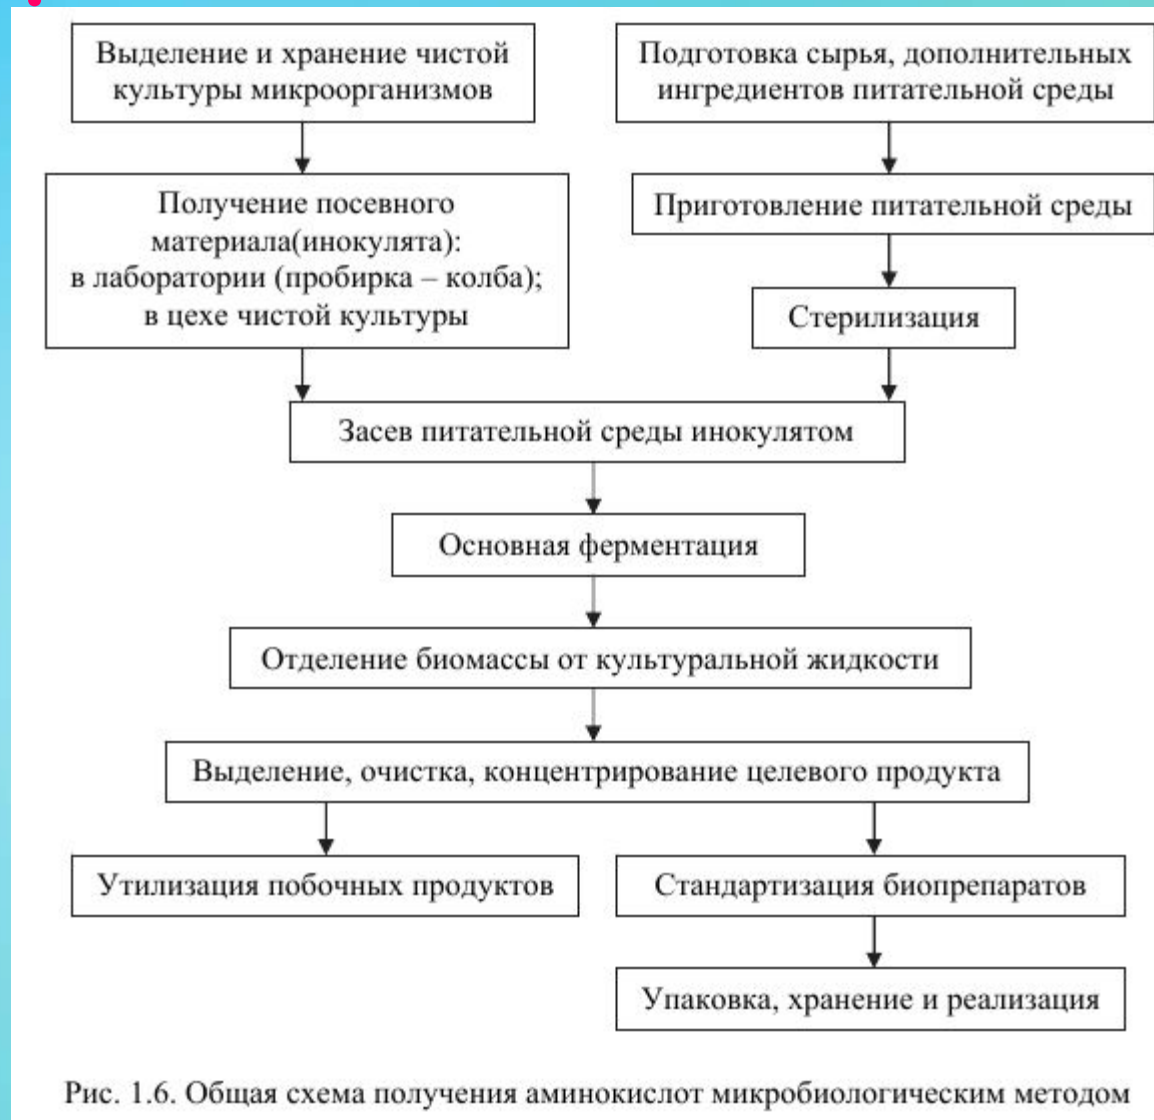 Выделение и хранение чистой
культуры микроорганизмов
Подготовка сырья, дополнительных
ингредиентов питательной среды
Получение посевного
материала(инокулята):
в лаборатории (пробирка – колба);
в цехе чистой культуры
Приготовление питательной среды
Стерилизация
Засев питательной среды инокулятом
Основная ферментация
Отделение биомассы от культуральной жидкости
Выделение, очистка, концентрирование целевого продукта
Утилизация побочных продуктов
Стандартизация биопрепаратов
Упаковка, хранение и реализация
Рис. 1.6. Общая схема получения аминокислот микробиологическим методом